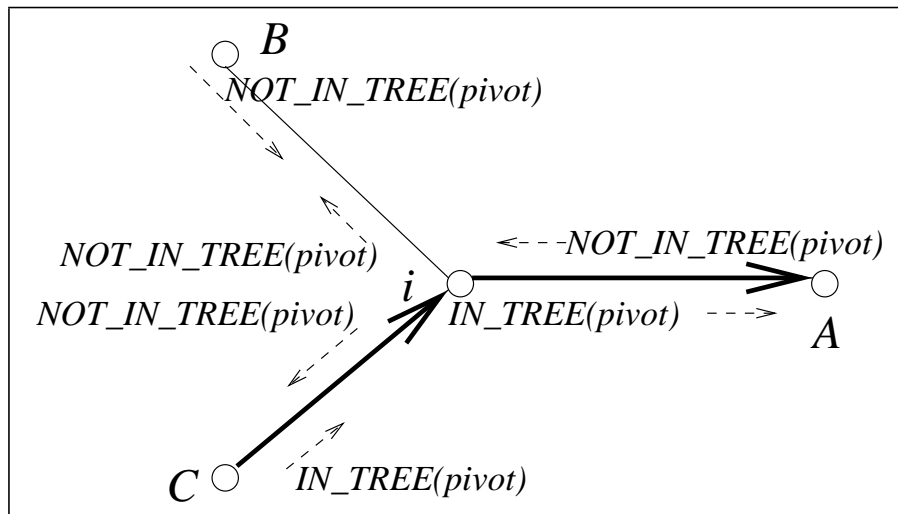 B
NOT_IN_TREE(pivot)
NOT_IN_TREE(pivot)
NOT_IN_TREE(pivot)
i
NOT_IN_TREE(pivot)
IN_TREE(pivot)
A
C
IN_TREE(pivot)